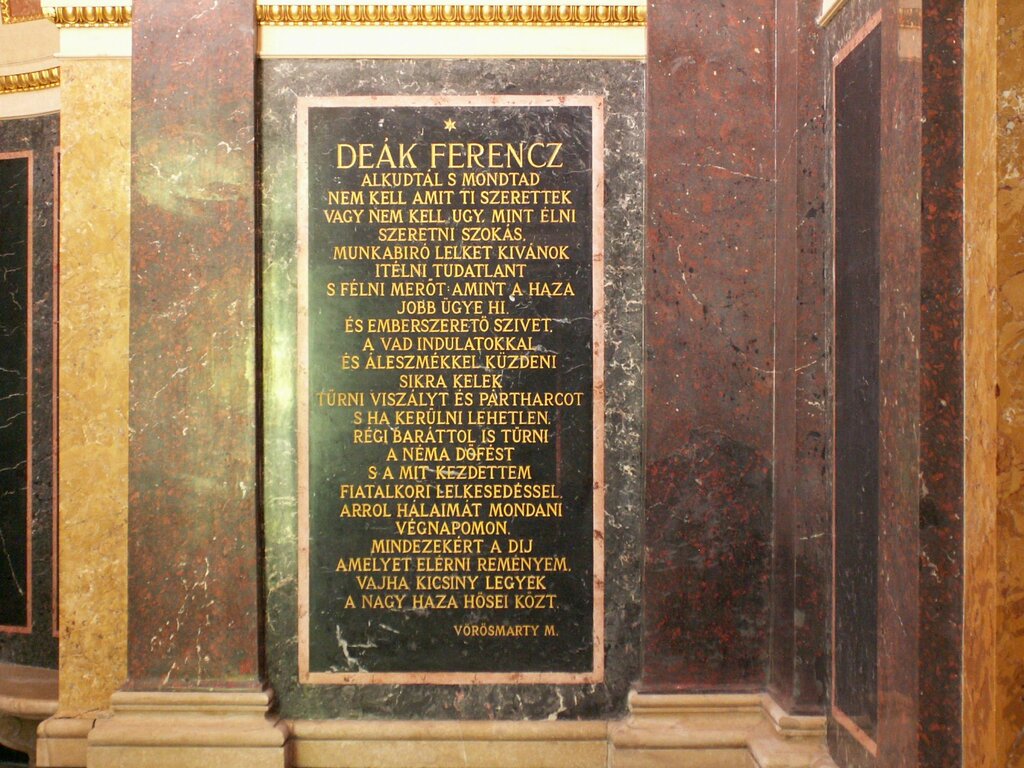 DEÁK FERENCZ
ALKUDTÁL S MONDTAD
NEM KELL AMIT TI SZERETTEK
VAGY NEM KELL UGY, MINT ÉLNI
SZERETNI SZOKÁS,
MUNKABIRÓ LELKET KIVÁNOK
ITÉLNI TUDATLANT
S FÉLNI MERŐT AMINT A HAZA
JOBB ÜGYE HI.
ÉS EMBERSZERETŐ SZIVET,
A VAD INDULATOKKAL
ÉS ÁLESZMÉKKEL KÜZDENI
SIKRA KELEK
TŰRNI VISZÁLYT ÉS PÁRTHARCOT
S HA KERÜLNI LEHETLEN,
RÉGI BARÁTTOL IS TŰRNI
A NÉMA DÖFÉST
S A MIT KEZDETTEM
FIATALKORI LELKESEDÉSSEL,
ARROL HÁLAIMÁT MONDANI
VÉGNAPOMON,
MINDEZEKÉRT A DIJ
AMELYET ELÉRNI REMÉNYEM,
VAJHA KICSINY LEGYEK
A NAGY HAZA HŐSEI KÖZT.
VÖRÖSMARTY M.